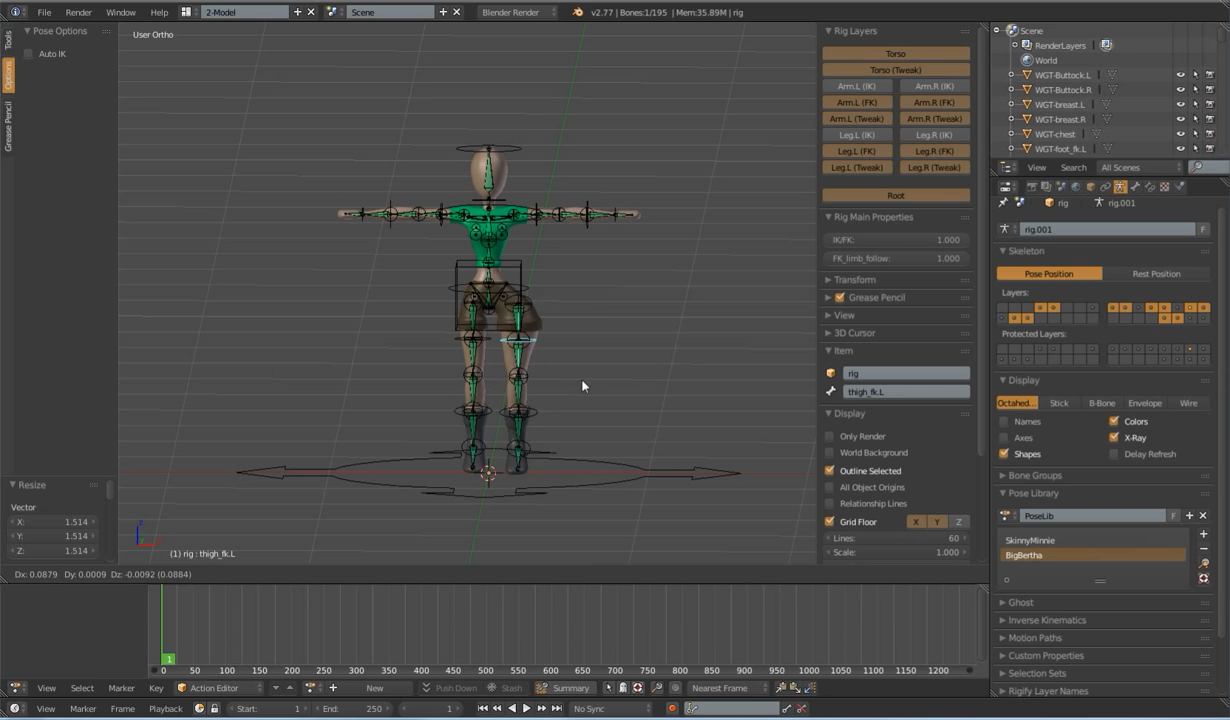 File Render Window Help 2-Model Scene Blender Render v2.77 | Bones:1/195 | Mem:35.89M | rig
Tools
Options
Grease Pencil
Pose Options
Auto IK
User Ortho
Resize
Vector
X: 1.514
Y: 1.514
Z: 1.514
(1) rig : thigh_fk.L
Dx: 0.0879 Dy: 0.0009 Dz: -0.0092 (0.0884)
Rig Layers
Torso
Torso (Tweak)
Arm.L (IK) Arm.R (IK)
Arm.L (FK) Arm.R (FK)
Arm.L (Tweak) Arm.R (Tweak)
Leg.L (IK) Leg.R (IK)
Leg.L (FK) Leg.R (FK)
Leg.L (Tweak) Leg.R (Tweak)
Root
Rig Main Properties
IK/FK: 1.000
FK_limb_follow: 1.000
Transform
Grease Pencil
View
3D Cursor
Item
rig
thigh_fk.L
Display
Only Render
World Background
Outline Selected
All Object Origins
Relationship Lines
Grid Floor X Y Z
Lines: 60
Scale: 1.000
Scene
RenderLayers
World
WGT-Buttock.L
WGT-Buttock.R
WGT-breast.L
WGT-breast.R
WGT-chest
WGT-foot_fk.L
View Search All Scenes
rig rig.001
rig.001 F
Skeleton
Pose Position Rest Position
Layers:
Protected Layers:
Display
Octahed... Stick B-Bone Envelope Wire
Names Colors
Axes X-Ray
Shapes Delay Refresh
Bone Groups
Pose Library
PoseLib F
SkinnyMinnie
BigBertha
Ghost
Inverse Kinematics
Motion Paths
Custom Properties
Selection Sets
Rigify Layer Names
1
0 50 100 150 200 250 300 350 400 450 500 550 600 650 700 750 800 850 900 950 1000 1050 1100 1150 1200
View Select Marker Key Action Editor New Push Down Stash Summary Nearest Frame
View Marker Frame Playback Start: 1 End: 250 1 No Sync